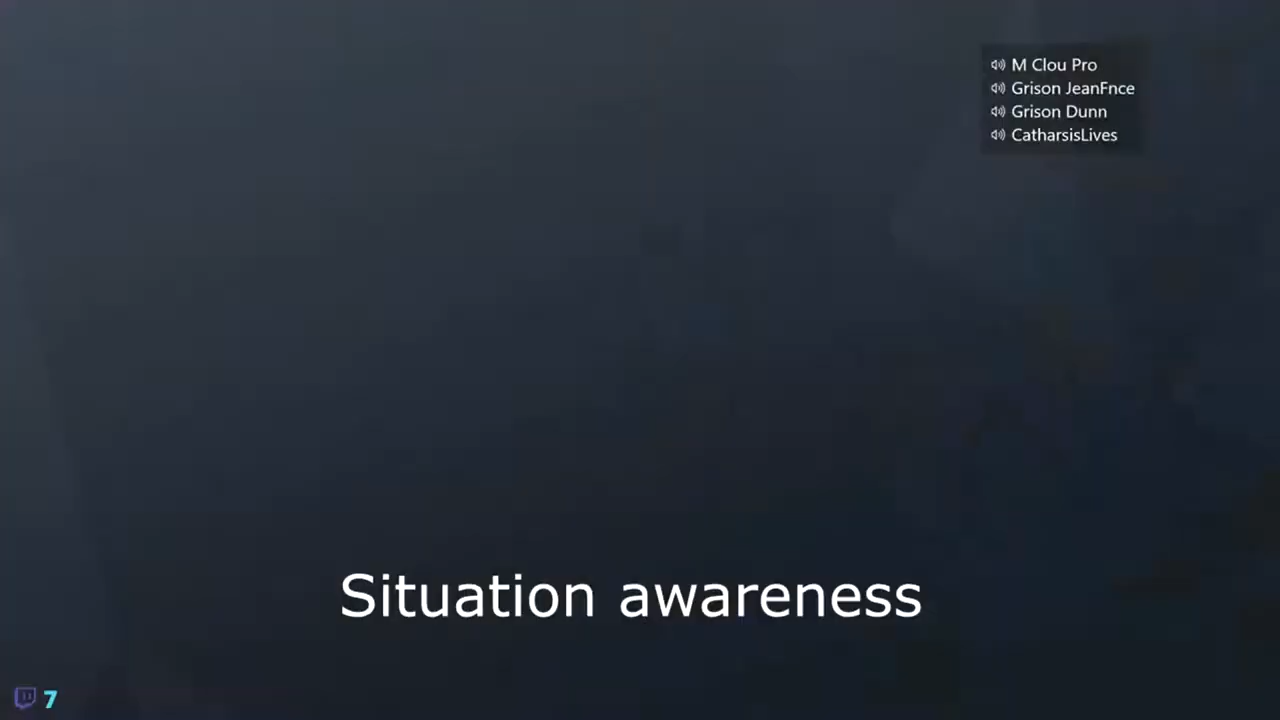 M Clou Pro
Grison JeanFnce
Grison Dunn
CatharsisLives
Situation awareness
7